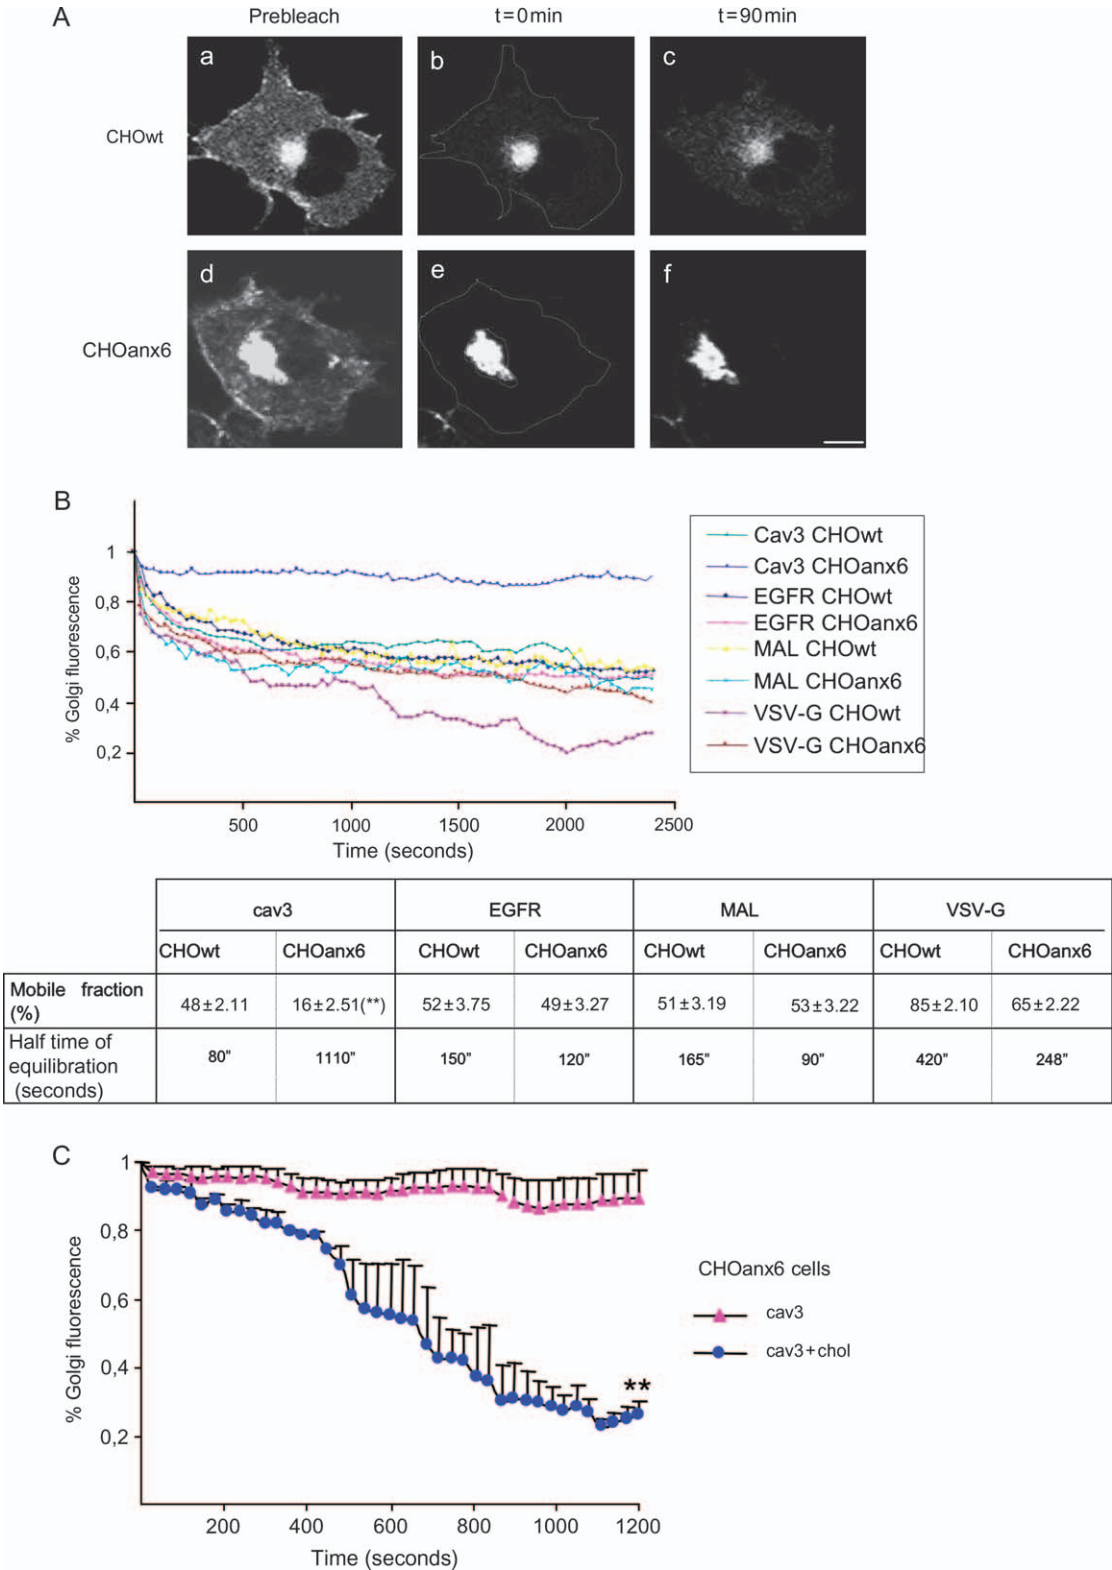 A
Prebleach
t=0min
t=90min
a
b
c
CHOwt
d
e
f
CHOanx6
B
% Golgi fluorescence
1
0,8
0,6
0,4
0,2
500
1000
1500
2000
2500
Time (seconds)
Cav3 CHOwt
Cav3 CHOanx6
EGFR CHOwt
EGFR CHOanx6
MAL CHOwt
MAL CHOanx6
VSV-G CHOwt
VSV-G CHOanx6
cav3
EGFR
MAL
VSV-G
CHOwt CHOanx6 CHOwt CHOanx6 CHOwt CHOanx6 CHOwt CHOanx6
Mobile fraction
(%)
48±2.11 16±2.51(**) 52±3.75 49±3.27 51±3.19 53±3.22 85±2.10 65±2.22
Half time of
equilibration
(seconds)
80" 1110" 150" 120" 165" 90" 420" 248"
C
% Golgi fluorescence
1
0,8
0,6
0,4
0,2
**
200
400
600
800
1000
1200
Time (seconds)
CHOanx6 cells
cav3
cav3+chol